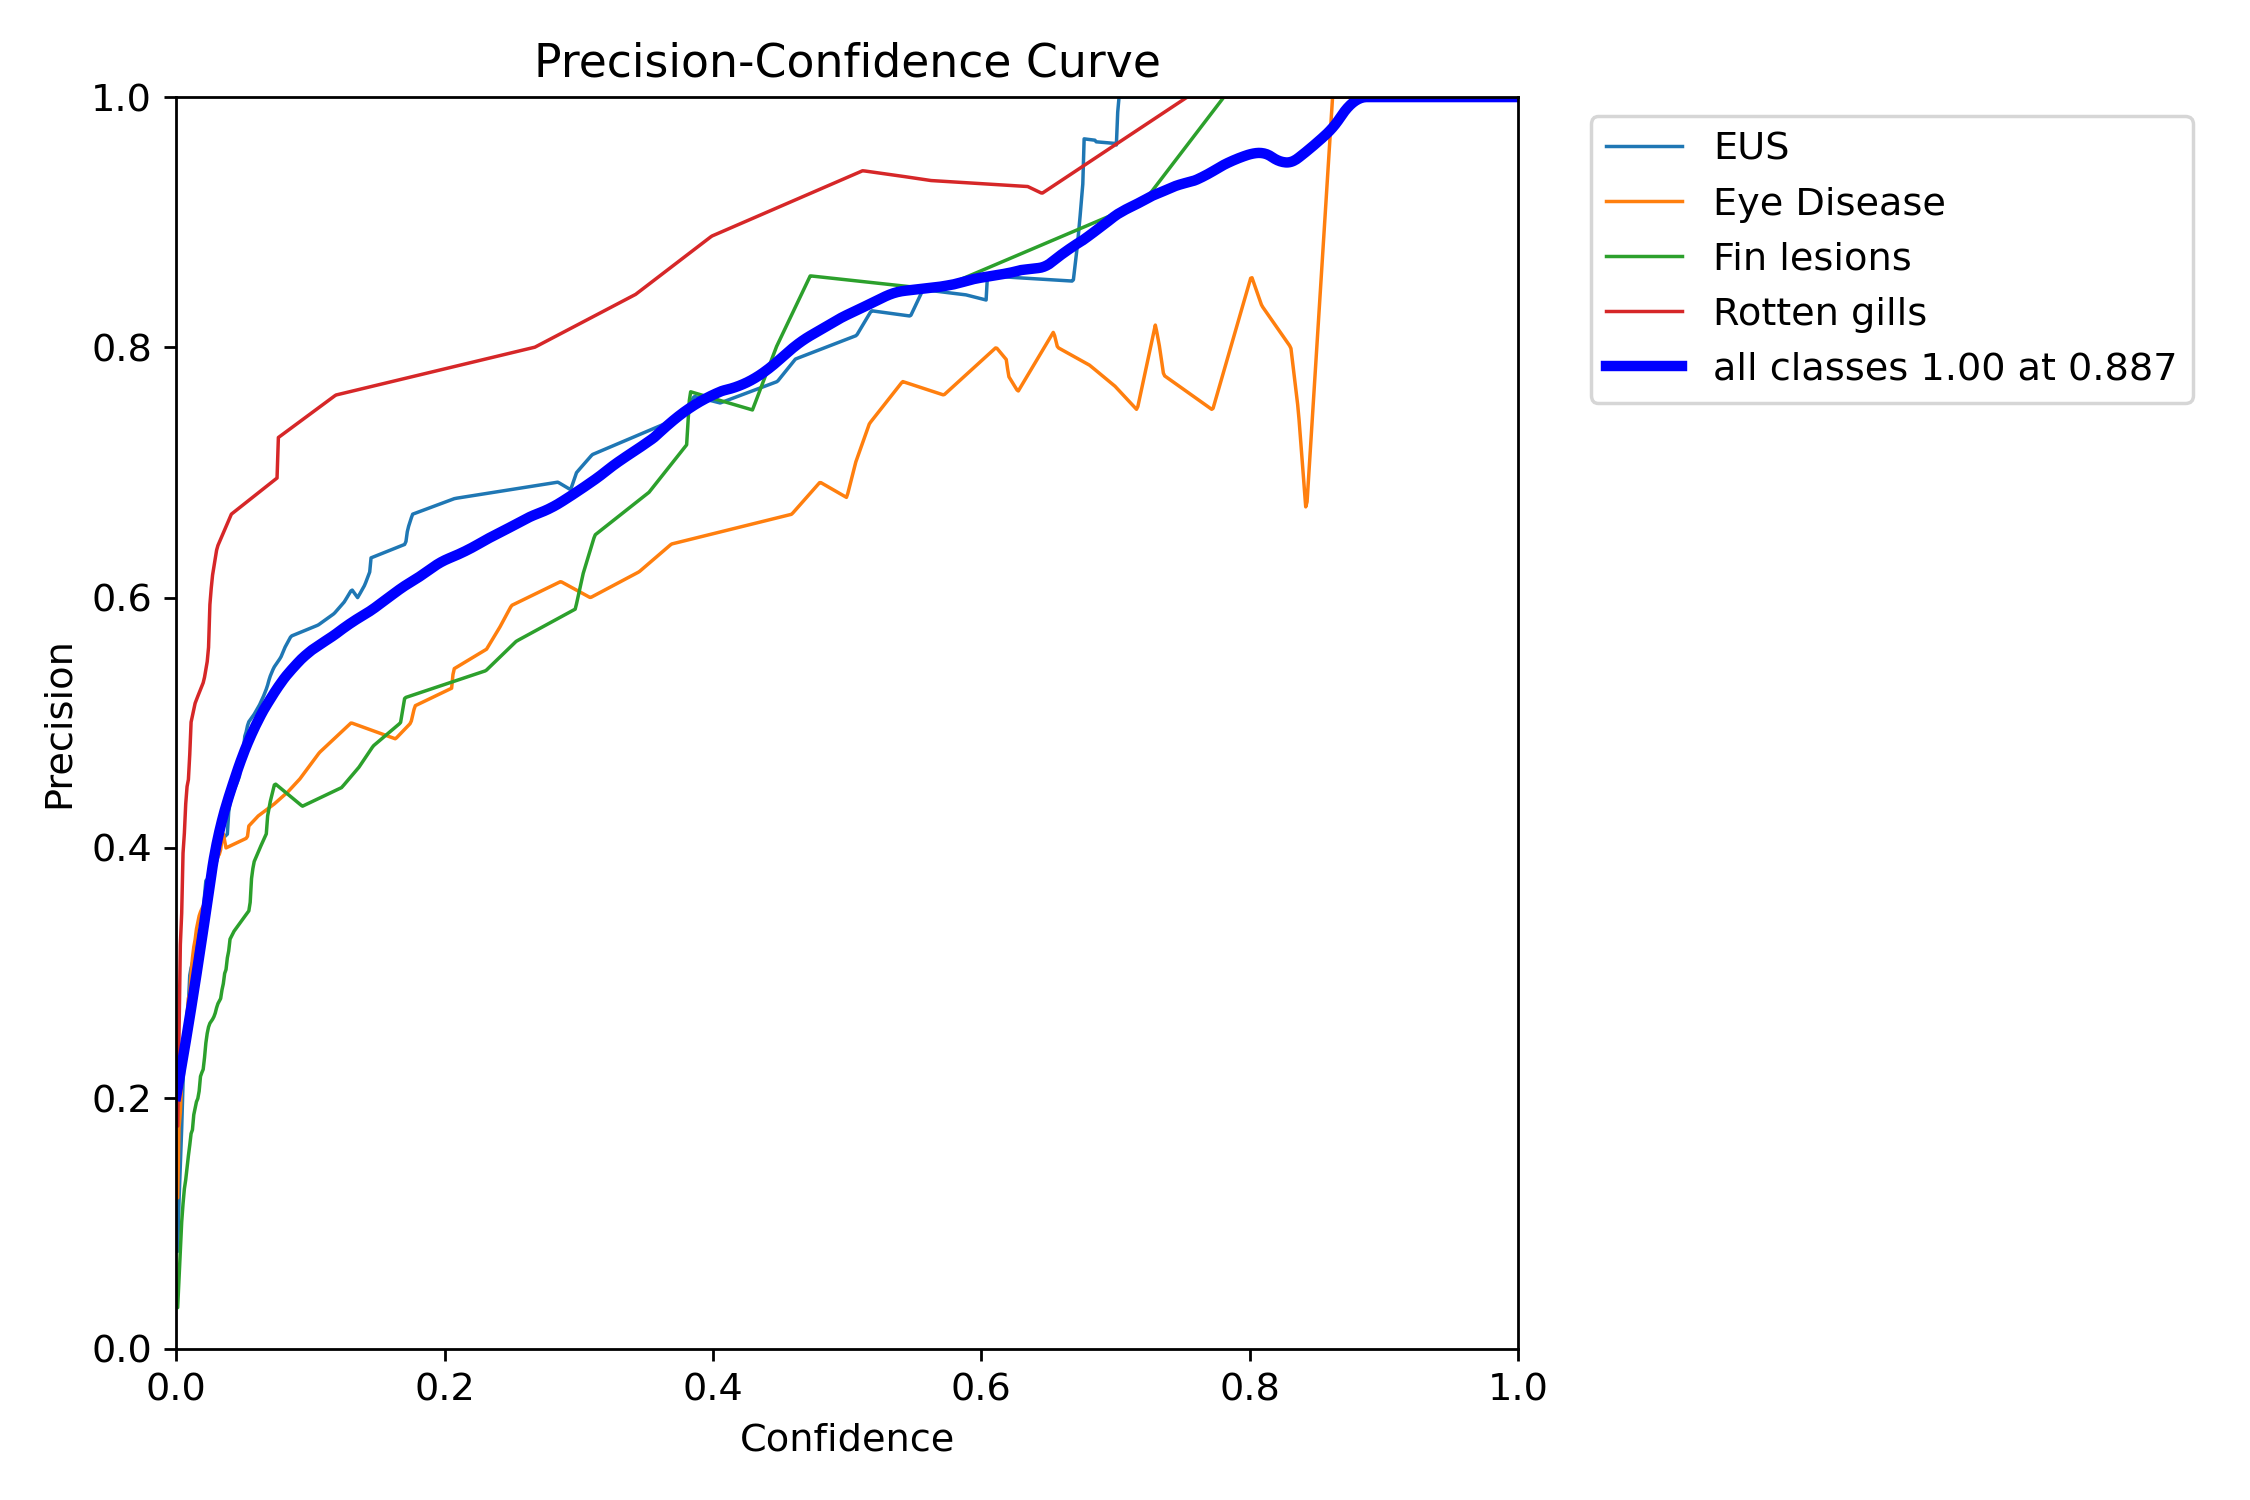 Precision-Confidence Curve
1.0
0.8
0.6
0.4
0.2
0.0
Precision
0.0 0.2 0.4 0.6 0.8 1.0
Confidence
EUS
Eye Disease
Fin lesions
Rotten gills
all classes 1.00 at 0.887